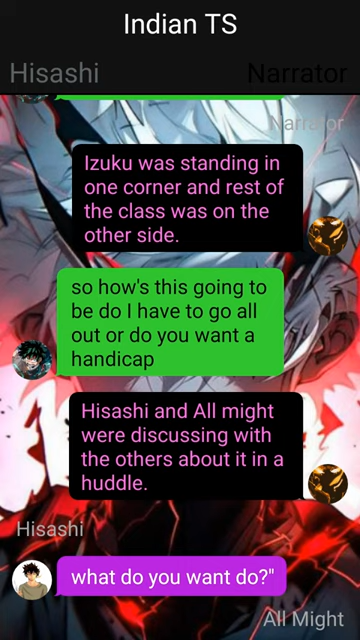 Indian TS
Hisashi
Narrator
Narrator
Izuku was standing in
one corner and rest of
the class was on the
other side.
so how's this going to
be do I have to go all
out or do you want a
handicap
Hisashi and All might
were discussing with
the others about it in a
huddle.
Hisashi
what do you want do?"
All Might